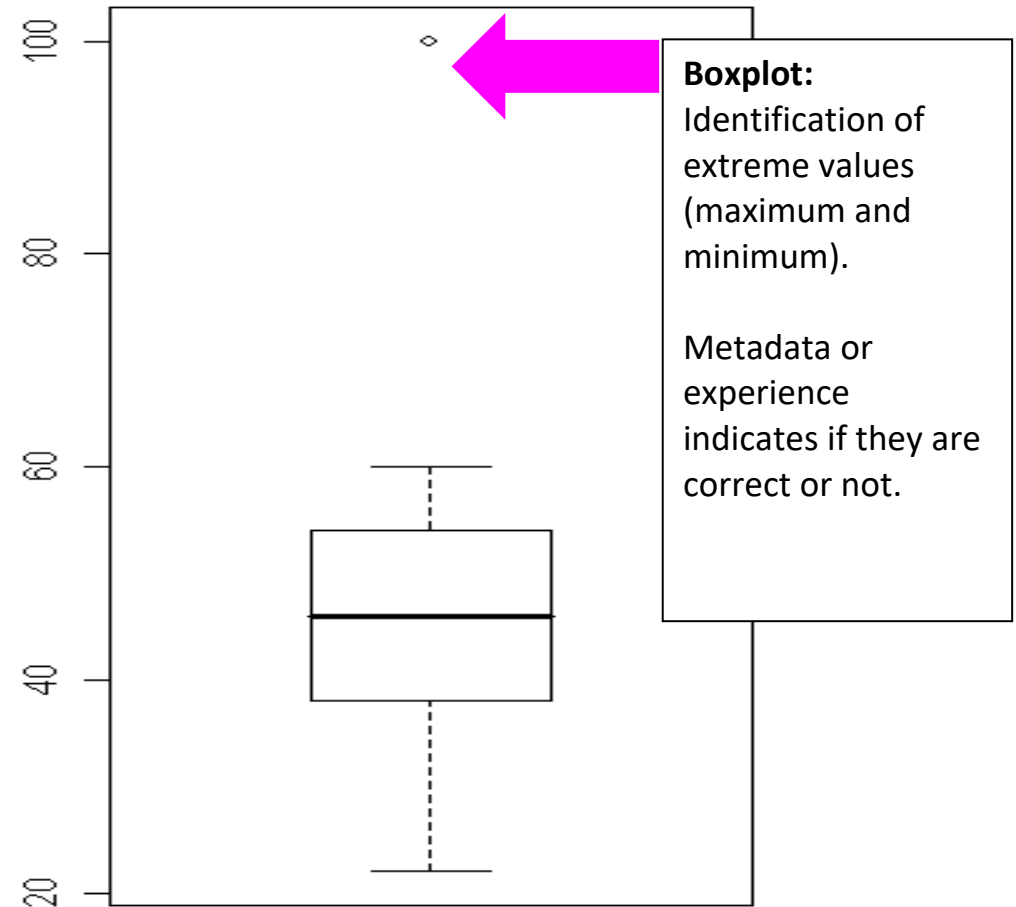 100
80
60
40
20
Boxplot:
Identification of
extreme values
(maximum and
minimum).
Metadata or
experience
indicates if they are
correct or not.